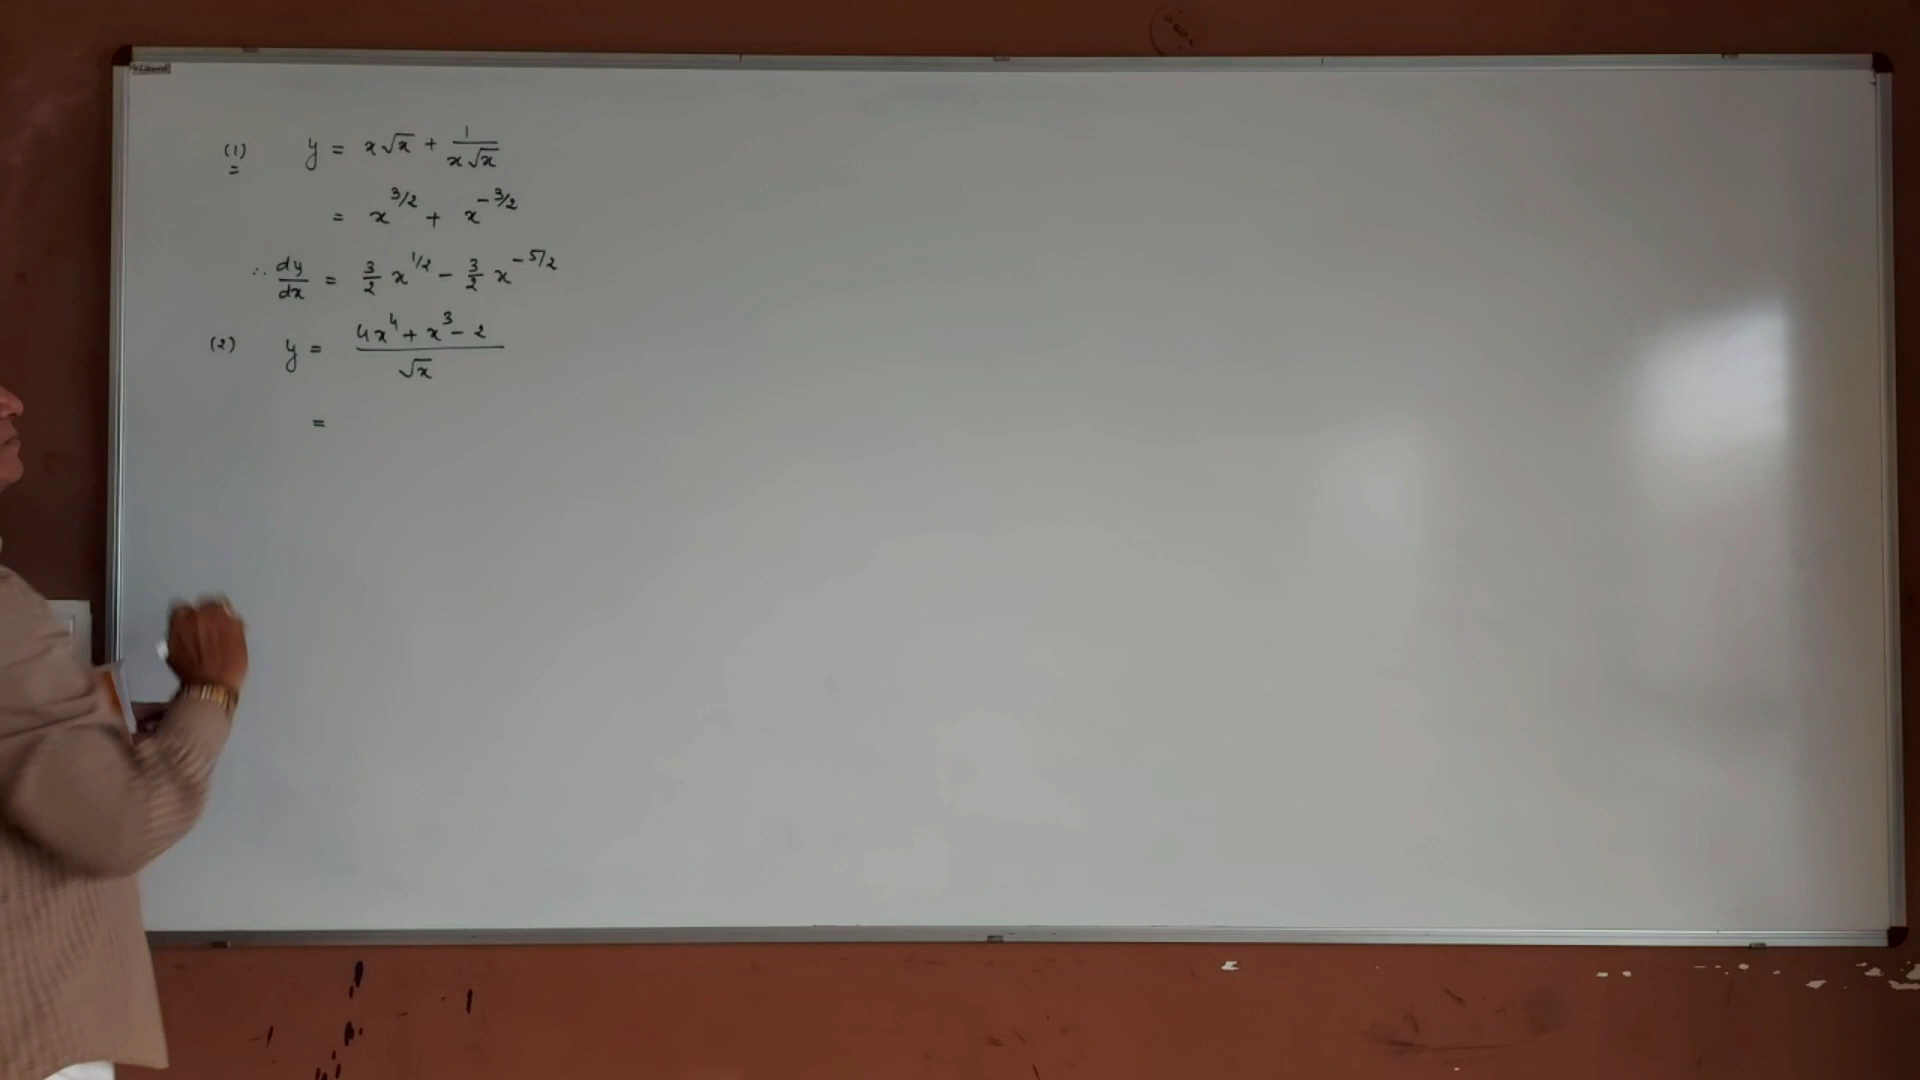 (1) y = x√x + 1/(x√x)
= x^(3/2) + x^(-3/2)
∴ dy/dx = 3/2 x^(1/2) - 3/2 x^(-5/2)
(2) y = (4x^4 + x^3 - 2)/√x
=